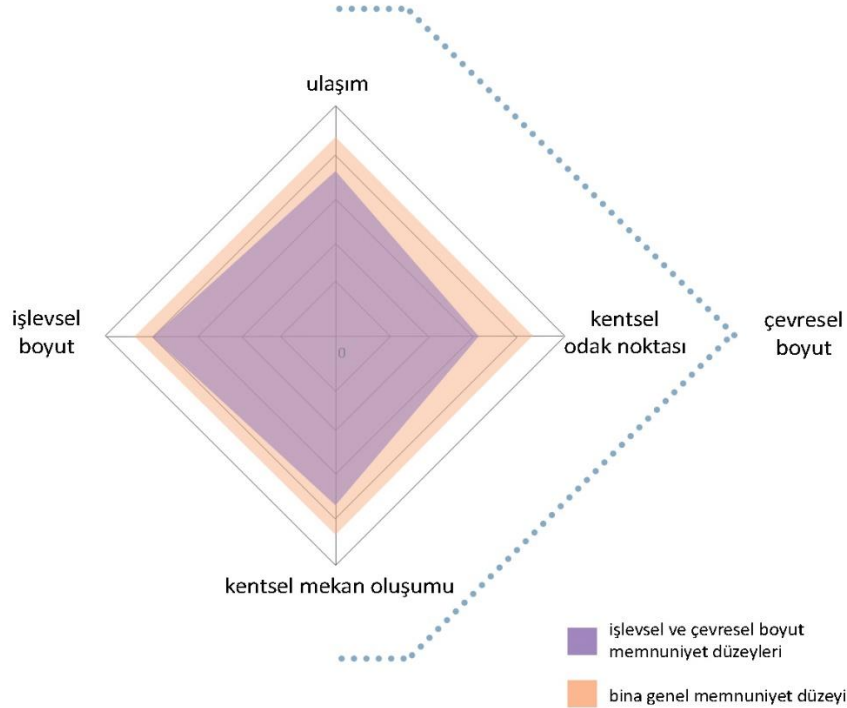 ulaşım
işlevsel
boyut
0
kentsel
odak noktası
çevresel
boyut
kentsel mekan oluşumu
işlevsel ve çevresel boyut
memnuniyet düzeyleri
bina genel memnuniyet düzeyi